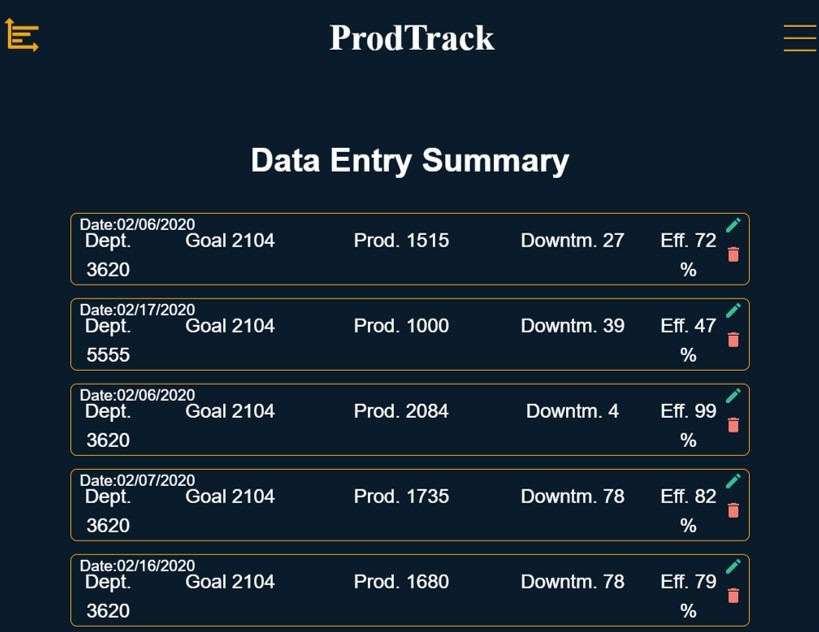 ProdTrack
Data Entry Summary
Date:02/06/2020
Dept. Goal 2104 Prod. 1515 Downtm. 27 Eff. 72
3620 %
Date:02/17/2020
Dept. Goal 2104 Prod. 1000 Downtm. 39 Eff. 47
5555 %
Date:02/06/2020
Dept. Goal 2104 Prod. 2084 Downtm. 4 Eff. 99
3620 %
Date:02/07/2020
Dept. Goal 2104 Prod. 1735 Downtm. 78 Eff. 82
3620 %
Date:02/16/2020
Dept. Goal 2104 Prod. 1680 Downtm. 78 Eff. 79
3620 %